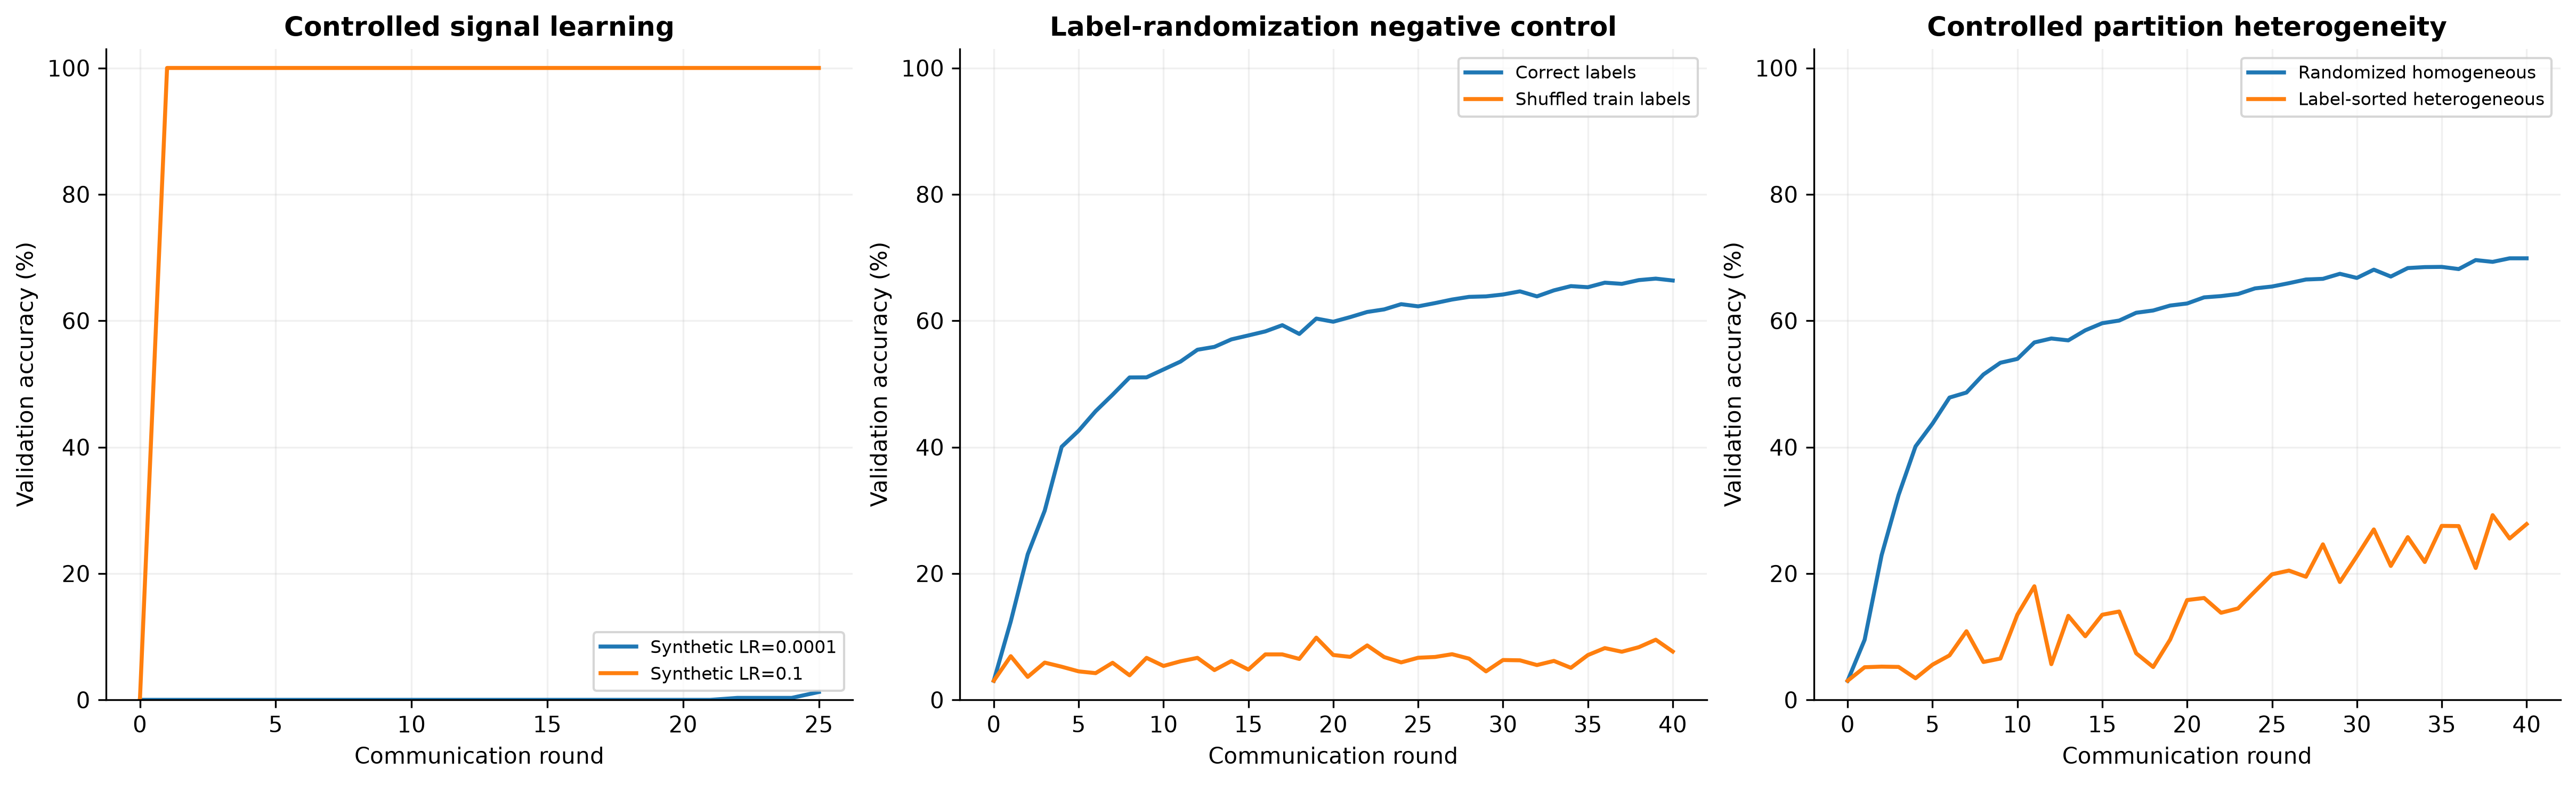 Controlled signal learning
Validation accuracy (%)
100
80
60
40
20
0
Synthetic LR=0.0001
Synthetic LR=0.1
0 5 10 15 20 25
Communication round
Label-randomization negative control
Validation accuracy (%)
100
80
60
40
20
0
Correct labels
Shuffled train labels
0 5 10 15 20 25 30 35 40
Communication round
Controlled partition heterogeneity
Validation accuracy (%)
100
80
60
40
20
0
Randomized homogeneous
Label-sorted heterogeneous
0 5 10 15 20 25 30 35 40
Communication round